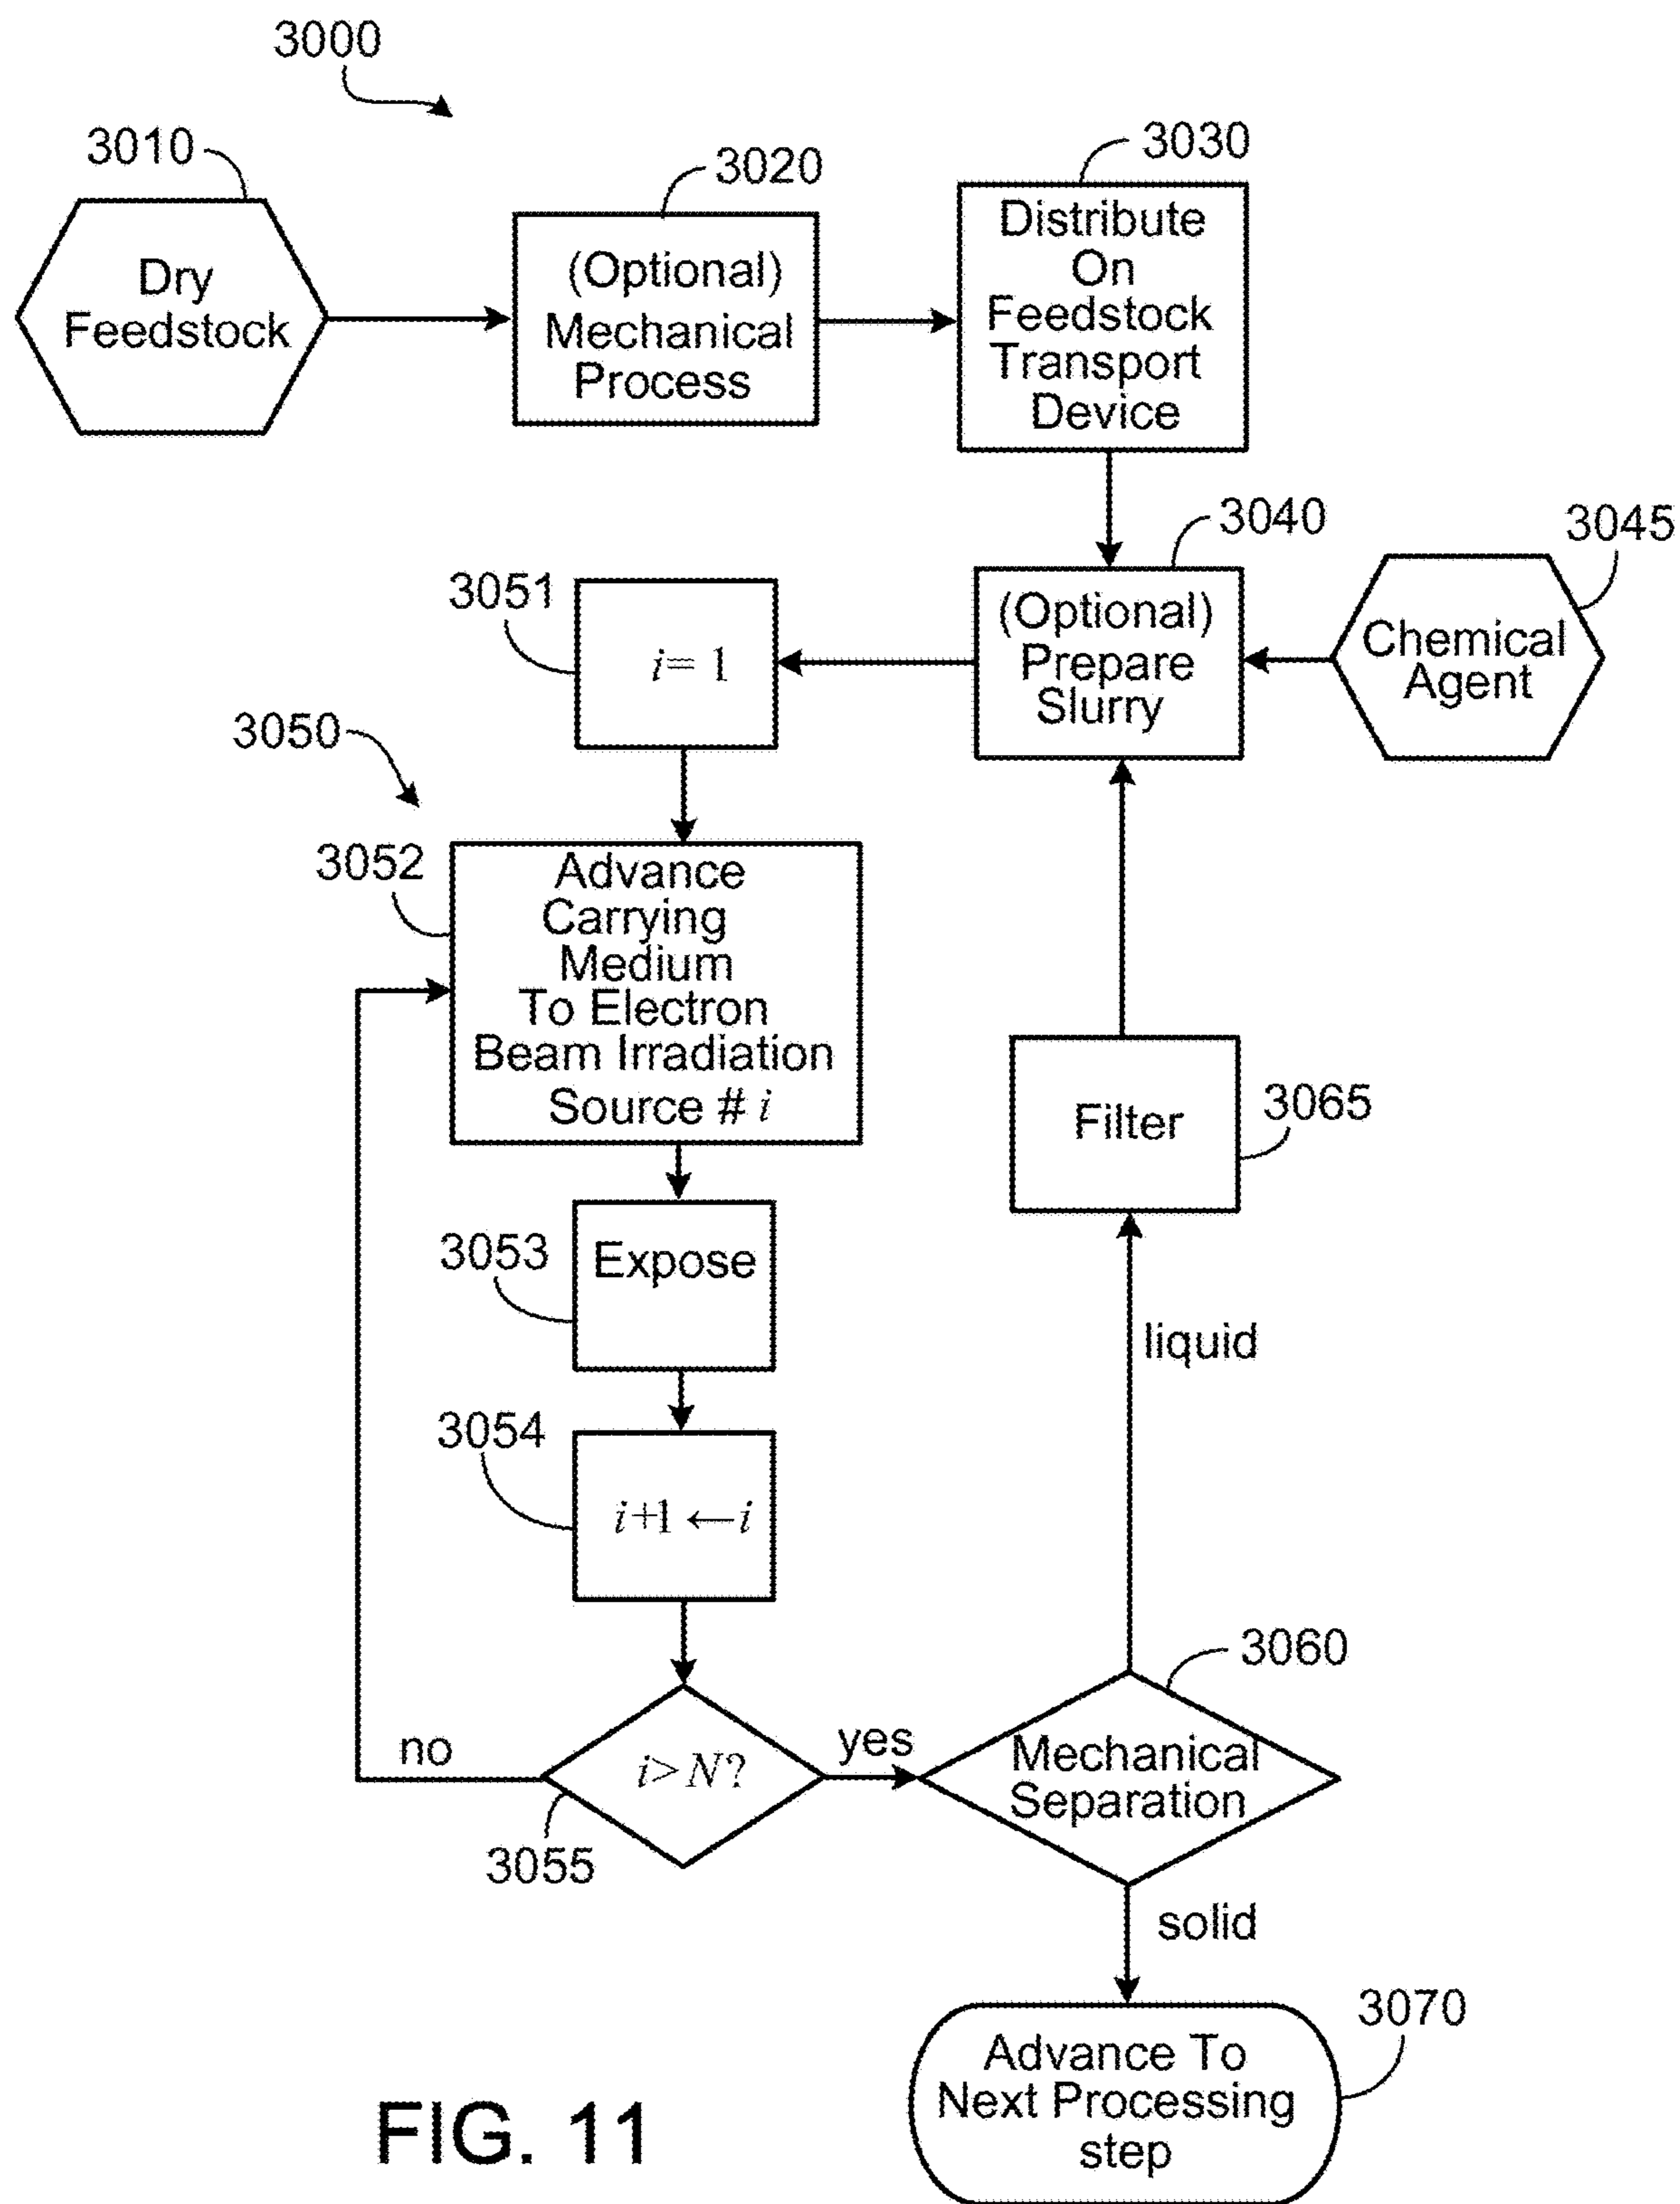 3000
3010
3020
3030
Dry
Feedstock
(Optional)
Mechanical
Process
Distribute
On
Feedstock
Transport
Device
3040
3045
3051
i= 1
(Optional)
Prepare
Slurry
Chemical
Agent
3050
3052
Advance
Carrying
Medium
To Electron
Beam Irradiation
Source # i
Filter
3065
3053
Expose
liquid
3054
i+1 ←i
3060
no
i>N?
yes
Mechanical
Separation
3055
solid
3070
Advance To
Next Processing
step
FIG. 11